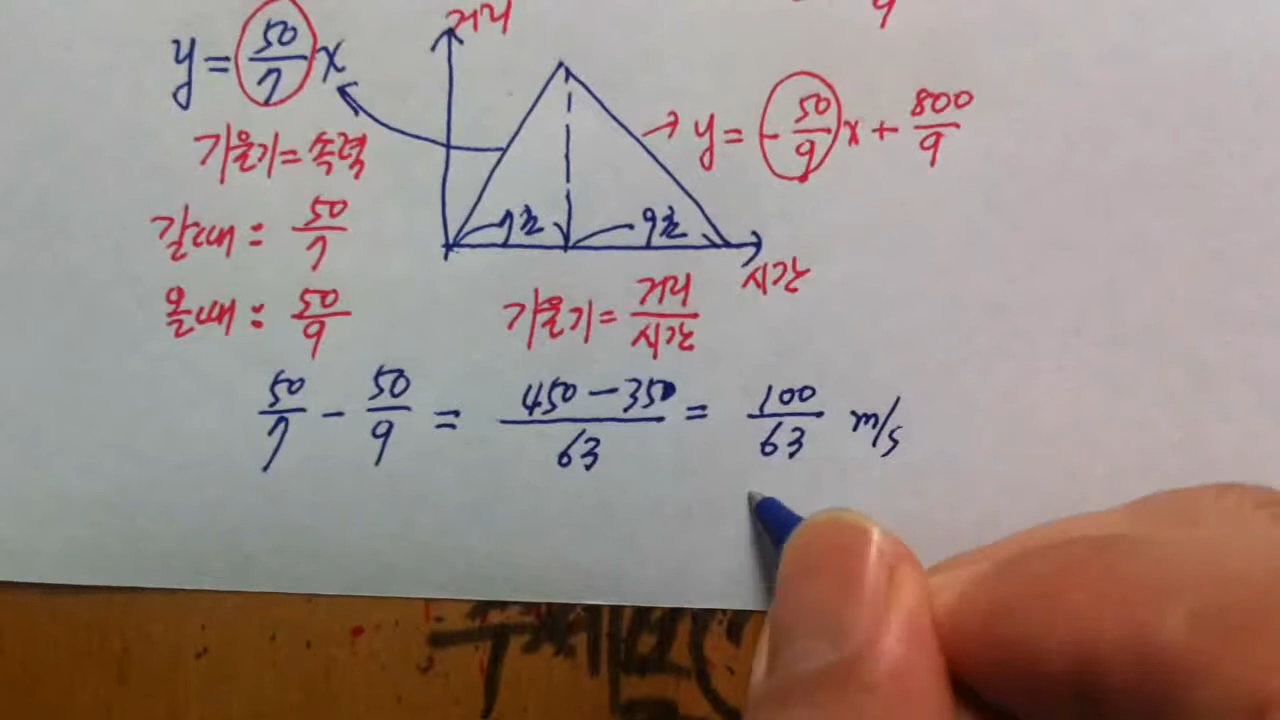 거리
y = 50/7 x
y = - 50/9 x + 800/9
기울기 = 속력
갈때 : 50/7
올때 : 50/9
7초 9초
시간
기울기 = 거리/시간
50/7 - 50/9 = 450 - 350/63 = 100/63 m/s